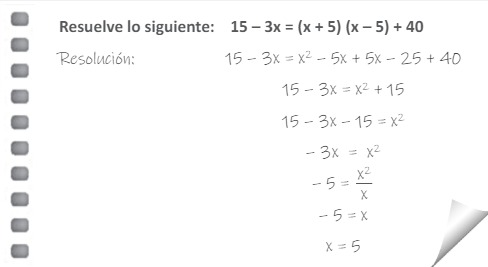 Resuelve lo siguiente: 15 – 3x = (x + 5) (x – 5) + 40
Resolución: 15 – 3x = x² – 5x + 5x – 25 + 40
15 – 3x = x² + 15
15 – 3x – 15 = x²
– 3x = x²
– 5 = x²/x
– 5 = x
x = 5